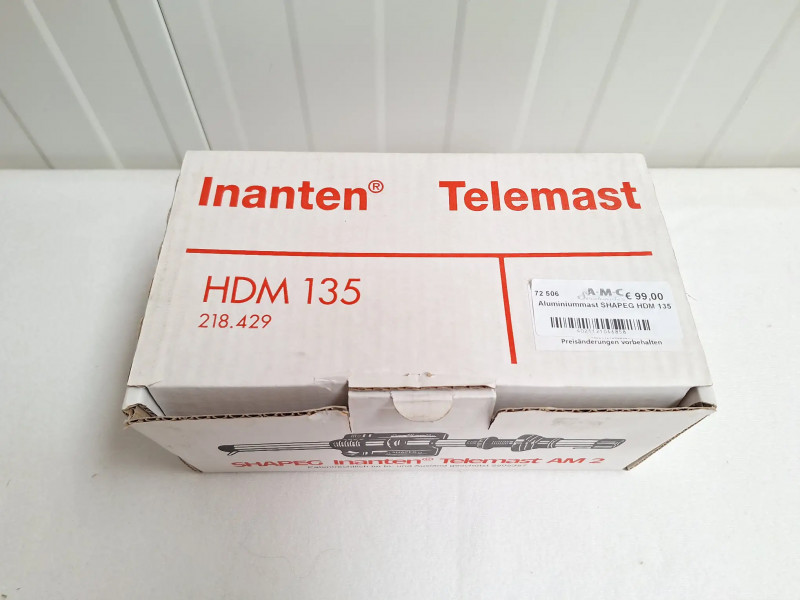 Inanten® Telemast
HDM 135
218.429
72 506 A·M·C € 99,00
Aluminiummast SHAPEG HDM 135
Preisänderungen vorbehalten
SHAPEG Inanten® Telemast AM 2